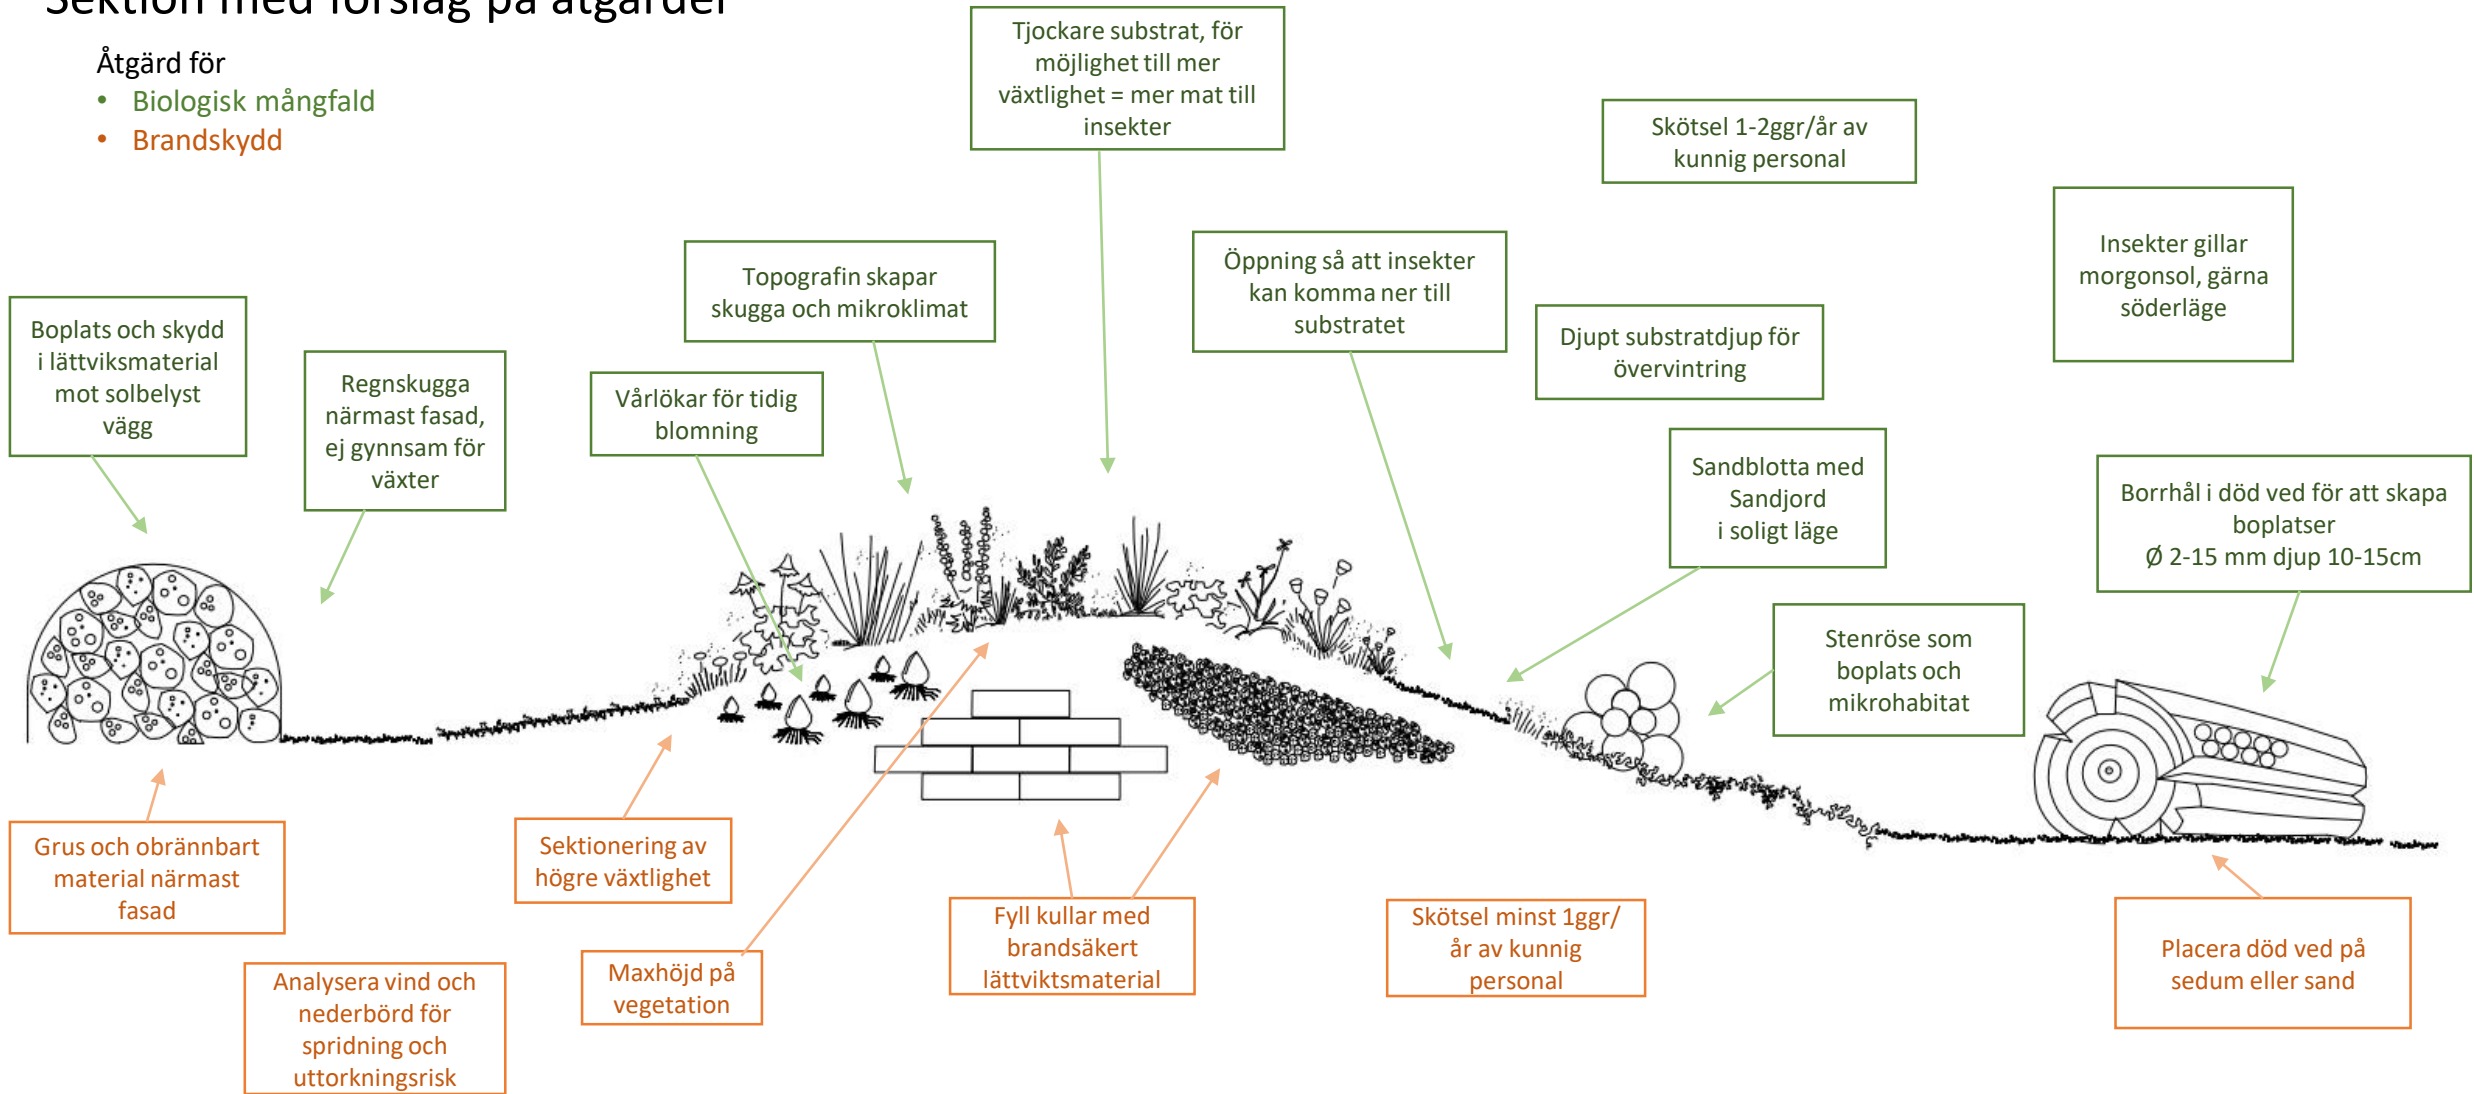 Sektion med förslag på åtgärder
Åtgärd för
• Biologisk mångfald
• Brandskydd
Tjockare substrat, för
möjlighet till mer
växtlighet = mer mat till
insekter
Skötsel 1-2ggr/år av
kunnig personal
Insekter gillar
morgonsol, gärna
söderläge
Topografin skapar
skugga och mikroklimat
Öppning så att insekter
kan komma ner till
substratet
Djupt substratdjup för
övervintring
Boplats och skydd
i lättviksmaterial
mot solbelyst
vägg
Regnskugga
närmast fasad,
ej gynnsam för
växter
Vårlökar för tidig
blomning
Sandblotta med
Sandjord
i soligt läge
Borrhål i död ved för att skapa
boplatser
Ø 2-15 mm djup 10-15cm
Stenröse som
boplats och
mikrohabitat
Grus och obrännbart
material närmast
fasad
Sektionering av
högre växtlighet
Analysera vind och
nederbörd för
spridning och
uttorkningsrisk
Maxhöjd på
vegetation
Fyll kullar med
brandsäkert
lättviktsmaterial
Skötsel minst 1ggr/
år av kunnig
personal
Placera död ved på
sedum eller sand